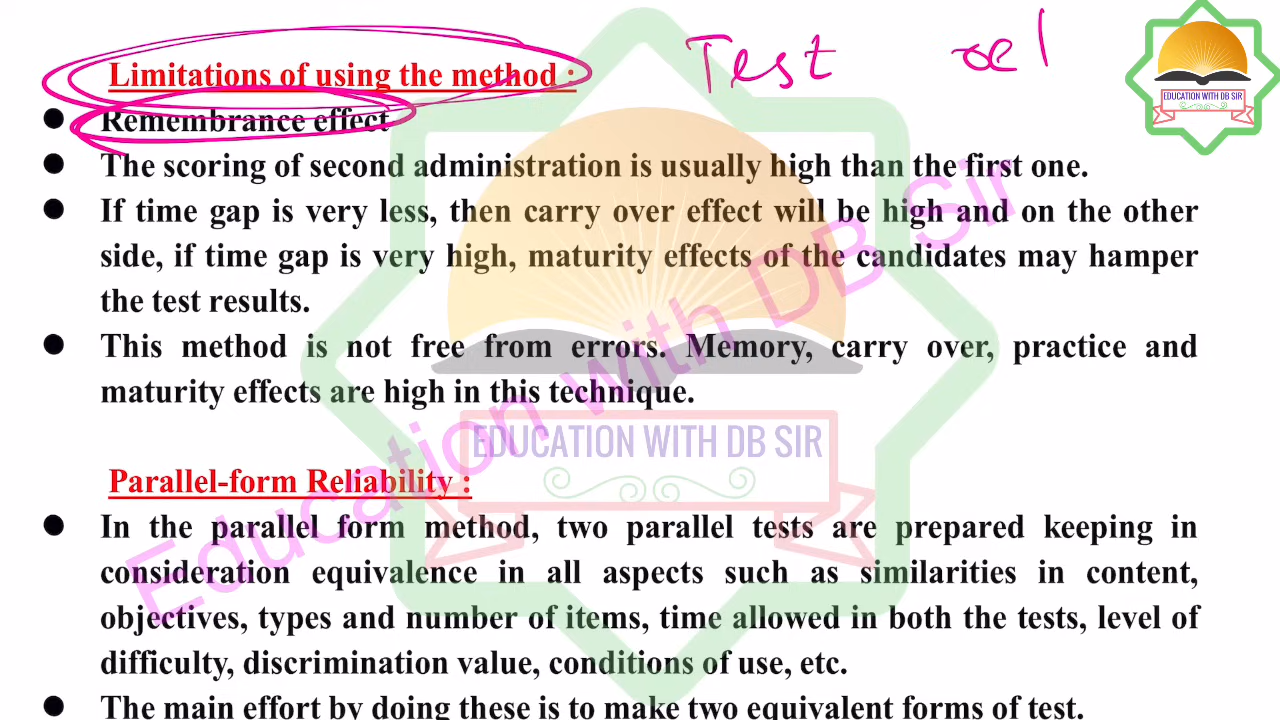 Test rel
Limitations of using the method :
● Remembrance effect
● The scoring of second administration is usually high than the first one.
● If time gap is very less, then carry over effect will be high and on the other
side, if time gap is very high, maturity effects of the candidates may hamper
the test results.
● This method is not free from errors. Memory, carry over, practice and
maturity effects are high in this technique.
Parallel-form Reliability :
● In the parallel form method, two parallel tests are prepared keeping in
consideration equivalence in all aspects such as similarities in content,
objectives, types and number of items, time allowed in both the tests, level of
difficulty, discrimination value, conditions of use, etc.
● The main effort by doing these is to make two equivalent forms of test.
EDUCATION WITH DB SIR
EDUCATION WITH DB SIR
Education with DB Sir